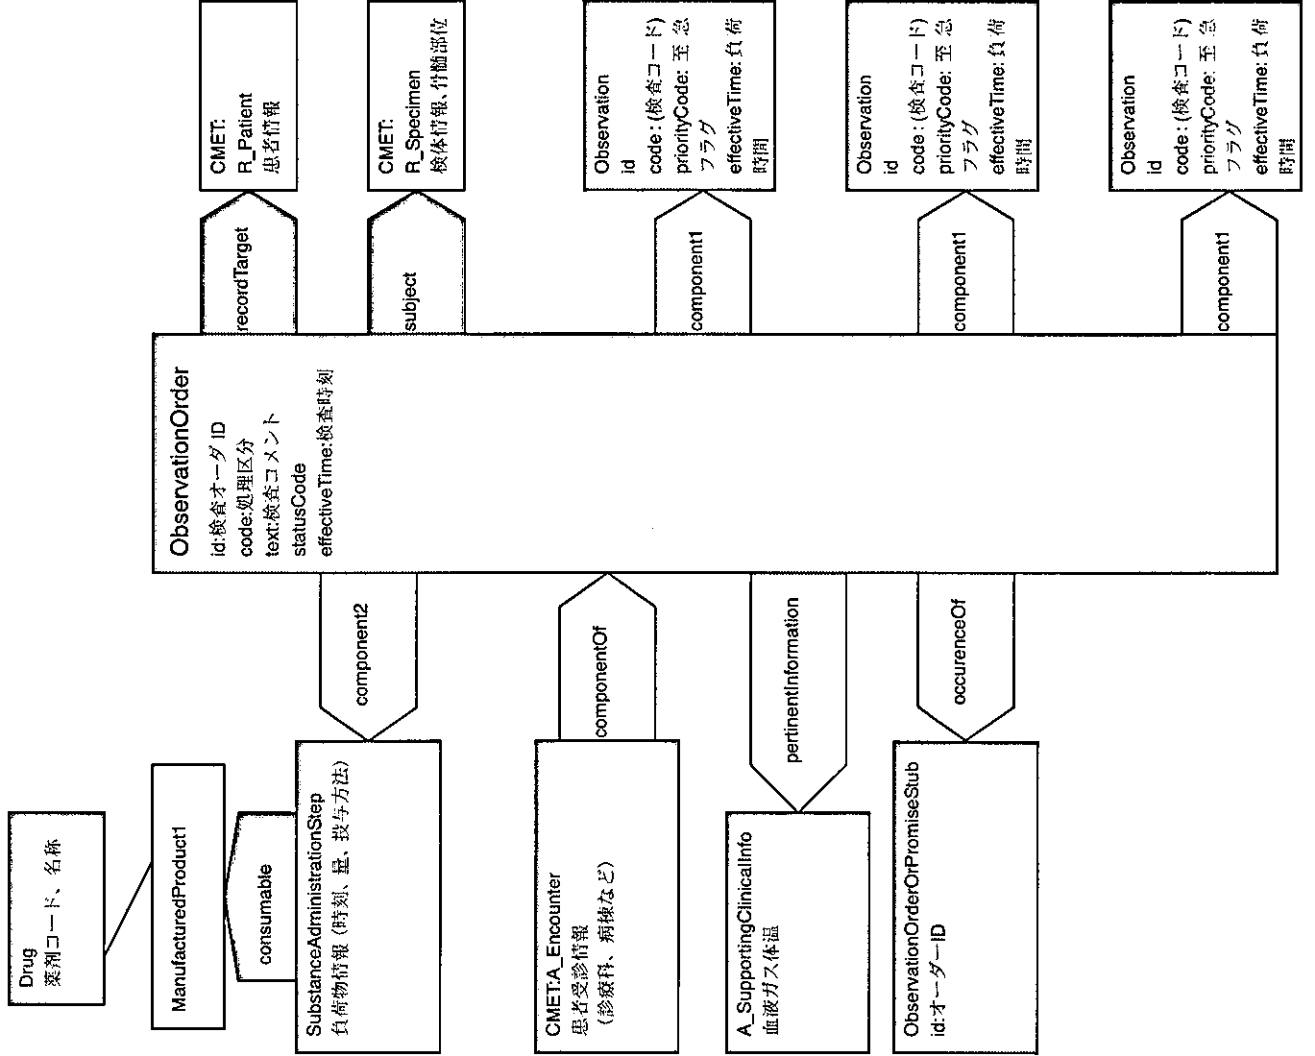 Drug
薬剤コード、名称
ManufacturedProduct1
consumable
SubstanceAdministrationStep
負荷物情報（時刻、量、投与方法）
component2
ObservationOrder
id:検査オーダ ID
code:処理区分
text:検査コメント
statusCode
effectiveTime:検査時刻
recordTarget
CMET:
R_Patient
患者情報
subject
CMET:
R_Specimen
検体情報、骨髄部位
component1
Observation
id
code : (検査コード)
priorityCode: 至 急
フラグ
effectiveTime: 負 荷
時間
component1
Observation
id
code : (検査コード)
priorityCode: 至 急
フラグ
effectiveTime: 負 荷
時間
component1
Observation
id
code : (検査コード)
priorityCode: 至 急
フラグ
effectiveTime: 負 荷
時間
componentOf
CMET:A_Encounter
患者受診情報
（診療科、病棟など）
pertinentInformation
A_SupportingClinicalInfo
血液ガス体温
occurenceOf
ObservationOrderOrPromiseStub
id:オーダーID